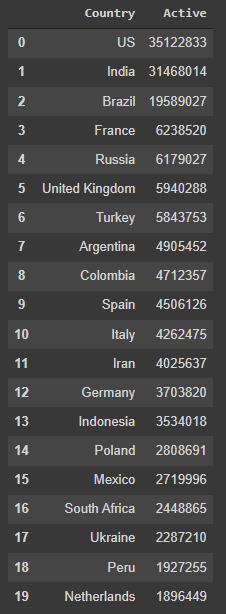 Country Active
0 US 35122833
1 India 31468014
2 Brazil 19589027
3 France 6238520
4 Russia 6179027
5 United Kingdom 5940288
6 Turkey 5843753
7 Argentina 4905452
8 Colombia 4712357
9 Spain 4506126
10 Italy 4262475
11 Iran 4025637
12 Germany 3703820
13 Indonesia 3534018
14 Poland 2808691
15 Mexico 2719996
16 South Africa 2448865
17 Ukraine 2287210
18 Peru 1927255
19 Netherlands 1896449